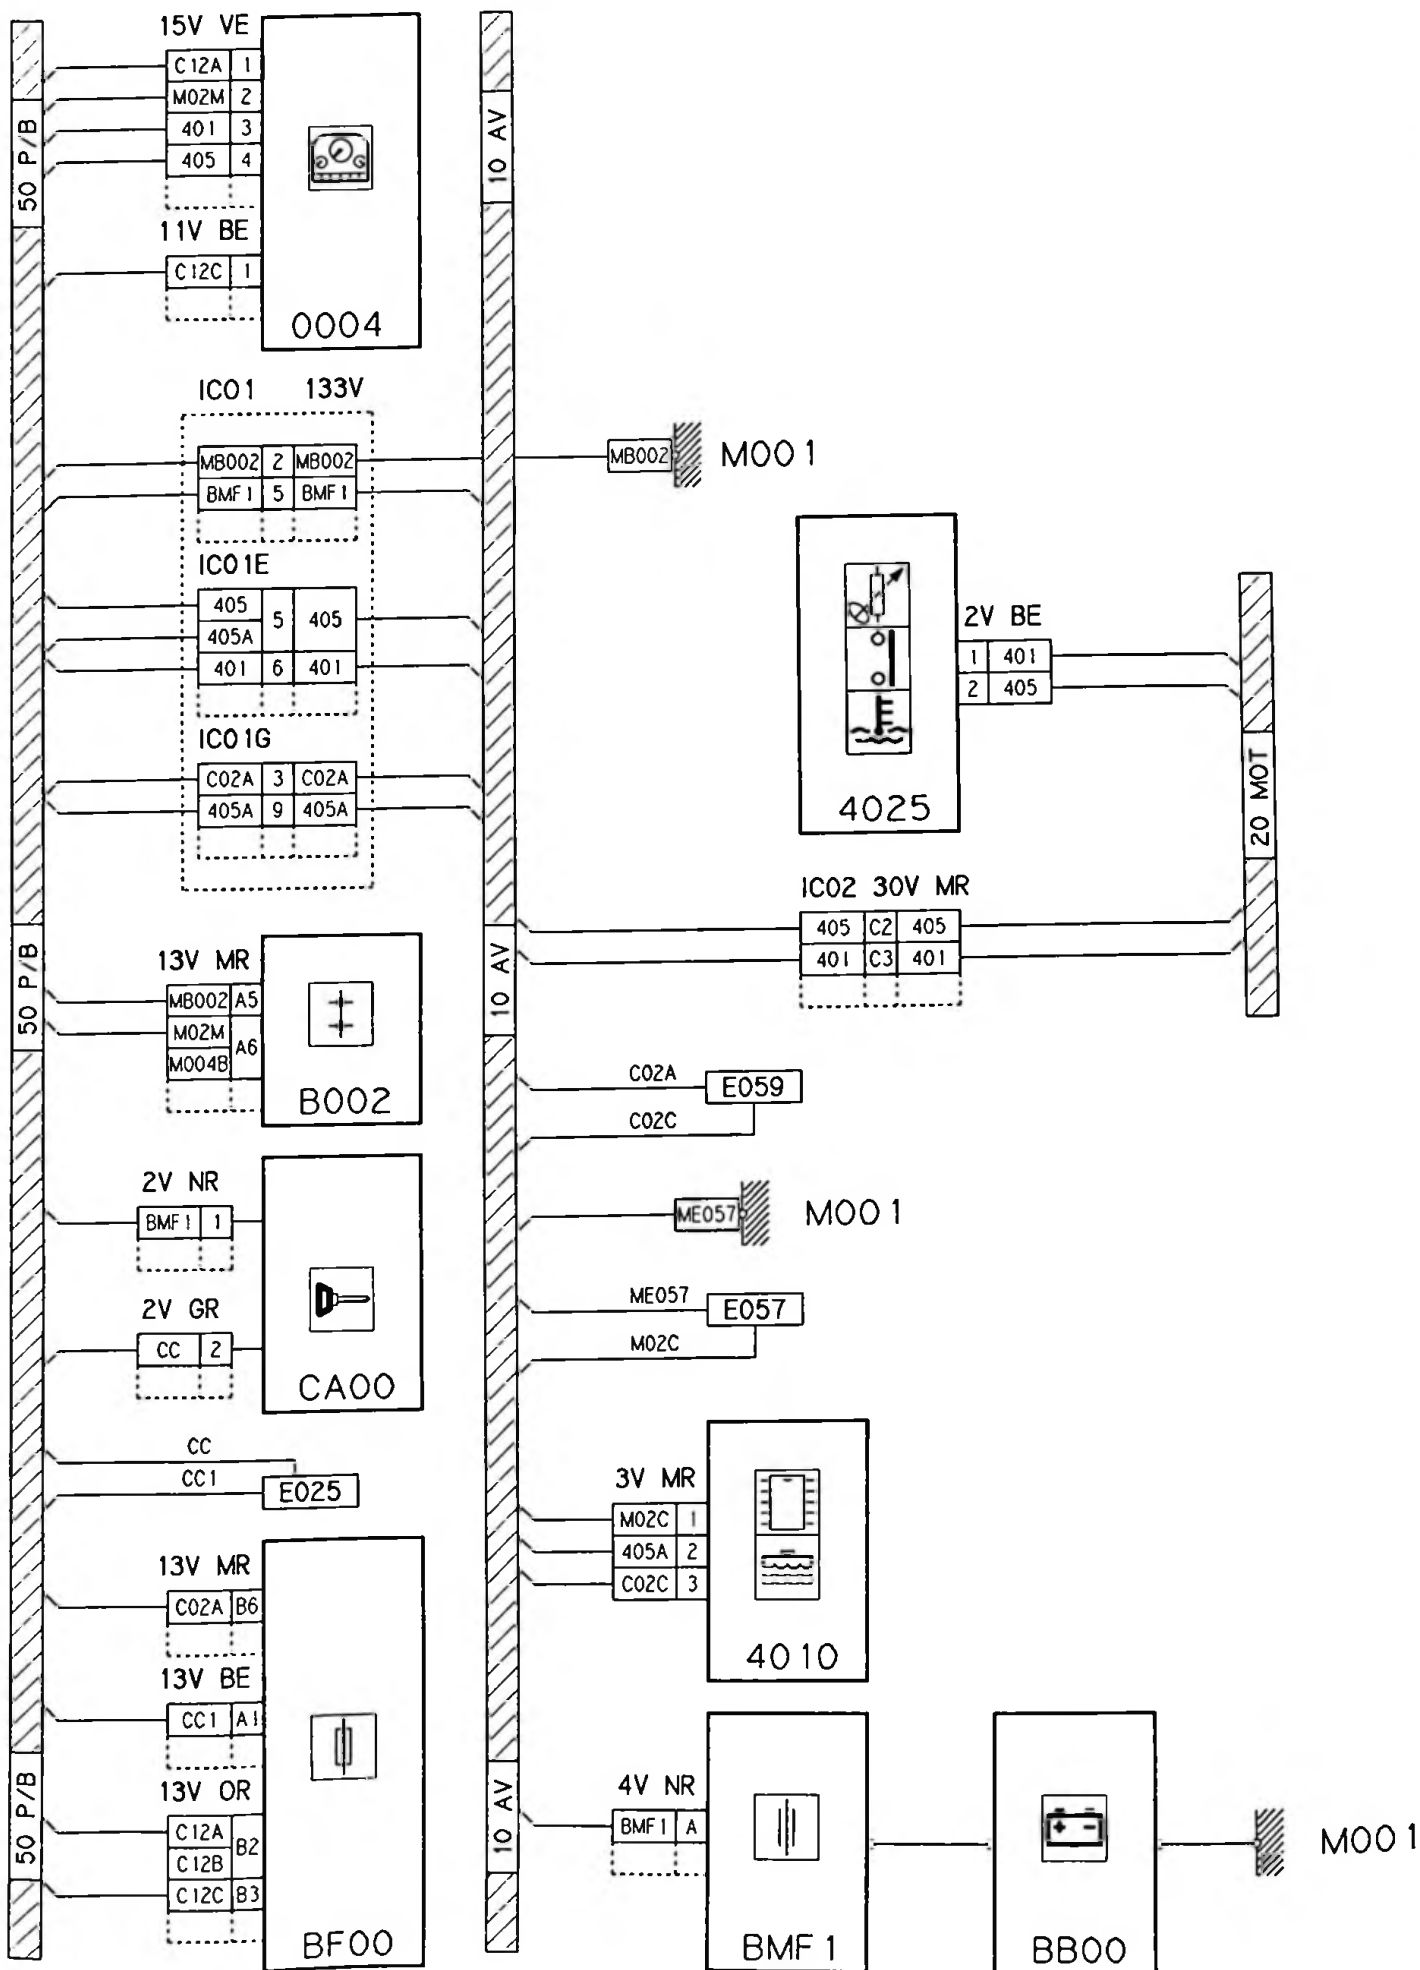 15V VE
C12A 1
M02M 2
401 3
405 4
11V BE
C12C 1
0004
50 P/B
10 AV
IC01 133V
MB002 2 MB002
BMF1 5 BMF1
IC01E
405 5 405
405A
401 6 401
IC01G
C02A 3 C02A
405A 9 405A
MB002 M001
4025
2V BE
1 401
2 405
20 MOT
IC02 30V MR
405 C2 405
401 C3 401
50 P/B
10 AV
13V MR
MB002 A5
M02M A6
M004B
B002
C02A E059
C02C
2V NR
BMF1 1
2V GR
CC 2
CA00
ME057 M001
ME057 E057
M02C
CC
CC1 E025
3V MR
M02C 1
405A 2
C02C 3
4010
13V MR
C02A B6
13V BE
CC1 A1
13V OR
C12A B2
C12B
C12C B3
BF00
50 P/B
10 AV
4V NR
BMF1 A
BMF1
BB00
M001